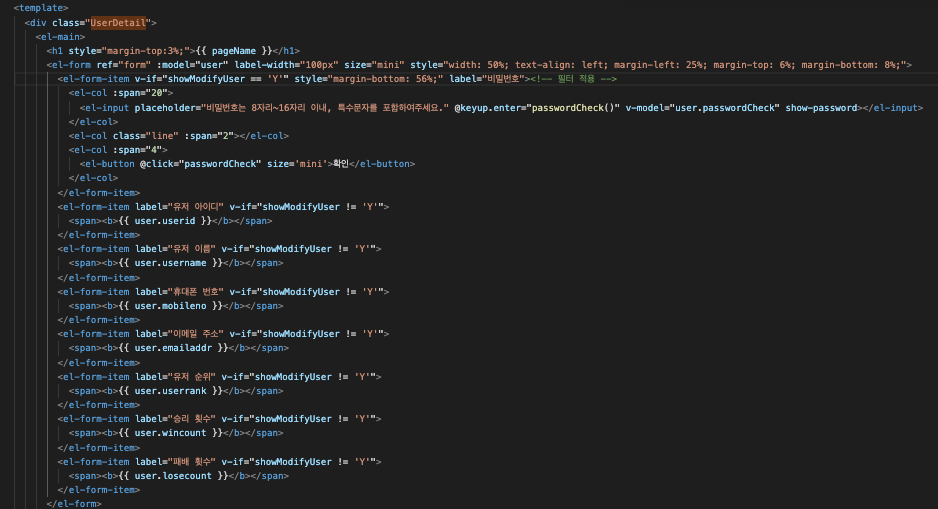 <template>
<div class="UserDetail">
<el-main>
<h1 style="margin-top:3%;">{{ pageName }}</h1>
<el-form ref="form" :model="user" label-width="100px" size="mini" style="width: 50%; text-align: left; margin-left: 25%; margin-top: 6%; margin-bottom: 8%;">
<el-form-item v-if="showModifyUser == 'Y'" style="margin-bottom: 56%;" label="비밀번호"><!-- 필터 적용 -->
<el-col :span="20">
<el-input placeholder="비밀번호는 8자리~16자리 이내, 특수문자를 포함하여주세요." @keyup.enter="passwordCheck()" v-model="user.passwordCheck" show-password></el-input>
</el-col>
<el-col class="line" :span="2"></el-col>
<el-col :span="4">
<el-button @click="passwordCheck" size='mini'>확인</el-button>
</el-col>
</el-form-item>
<el-form-item label="유저 아이디" v-if="showModifyUser != 'Y'">
<span><b>{{ user.userid }}</b></span>
</el-form-item>
<el-form-item label="유저 이름" v-if="showModifyUser != 'Y'">
<span><b>{{ user.username }}</b></span>
</el-form-item>
<el-form-item label="휴대폰 번호" v-if="showModifyUser != 'Y'">
<span><b>{{ user.mobileno }}</b></span>
</el-form-item>
<el-form-item label="이메일 주소" v-if="showModifyUser != 'Y'">
<span><b>{{ user.emailaddr }}</b></span>
</el-form-item>
<el-form-item label="유저 순위" v-if="showModifyUser != 'Y'">
<span><b>{{ user.userrank }}</b></span>
</el-form-item>
<el-form-item label="승리 횟수" v-if="showModifyUser != 'Y'">
<span><b>{{ user.wincount }}</b></span>
</el-form-item>
<el-form-item label="패배 횟수" v-if="showModifyUser != 'Y'">
<span><b>{{ user.losecount }}</b></span>
</el-form-item>
</el-form>